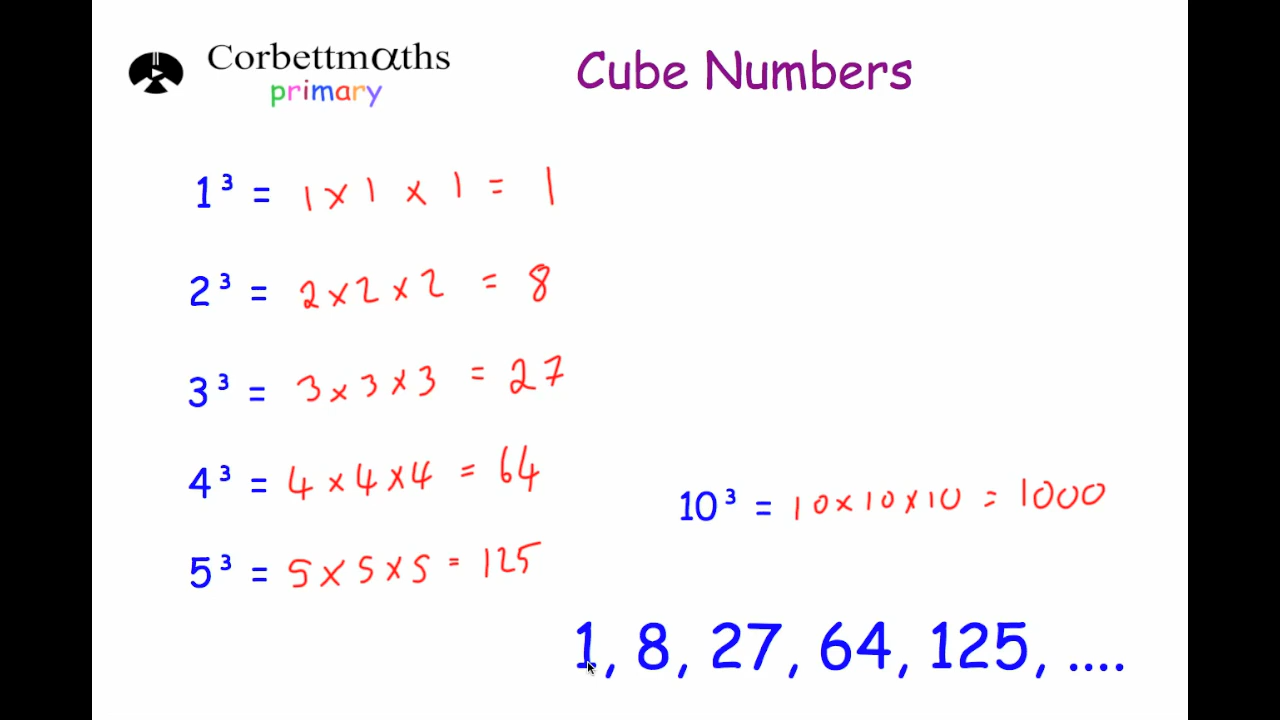 Corbettmαths
primary
Cube Numbers
1³ = 1 × 1 × 1 = 1
2³ = 2 × 2 × 2 = 8
3³ = 3 × 3 × 3 = 27
4³ = 4 × 4 × 4 = 64
5³ = 5 × 5 × 5 = 125
10³ = 10 × 10 × 10 = 1000
1, 8, 27, 64, 125, ....